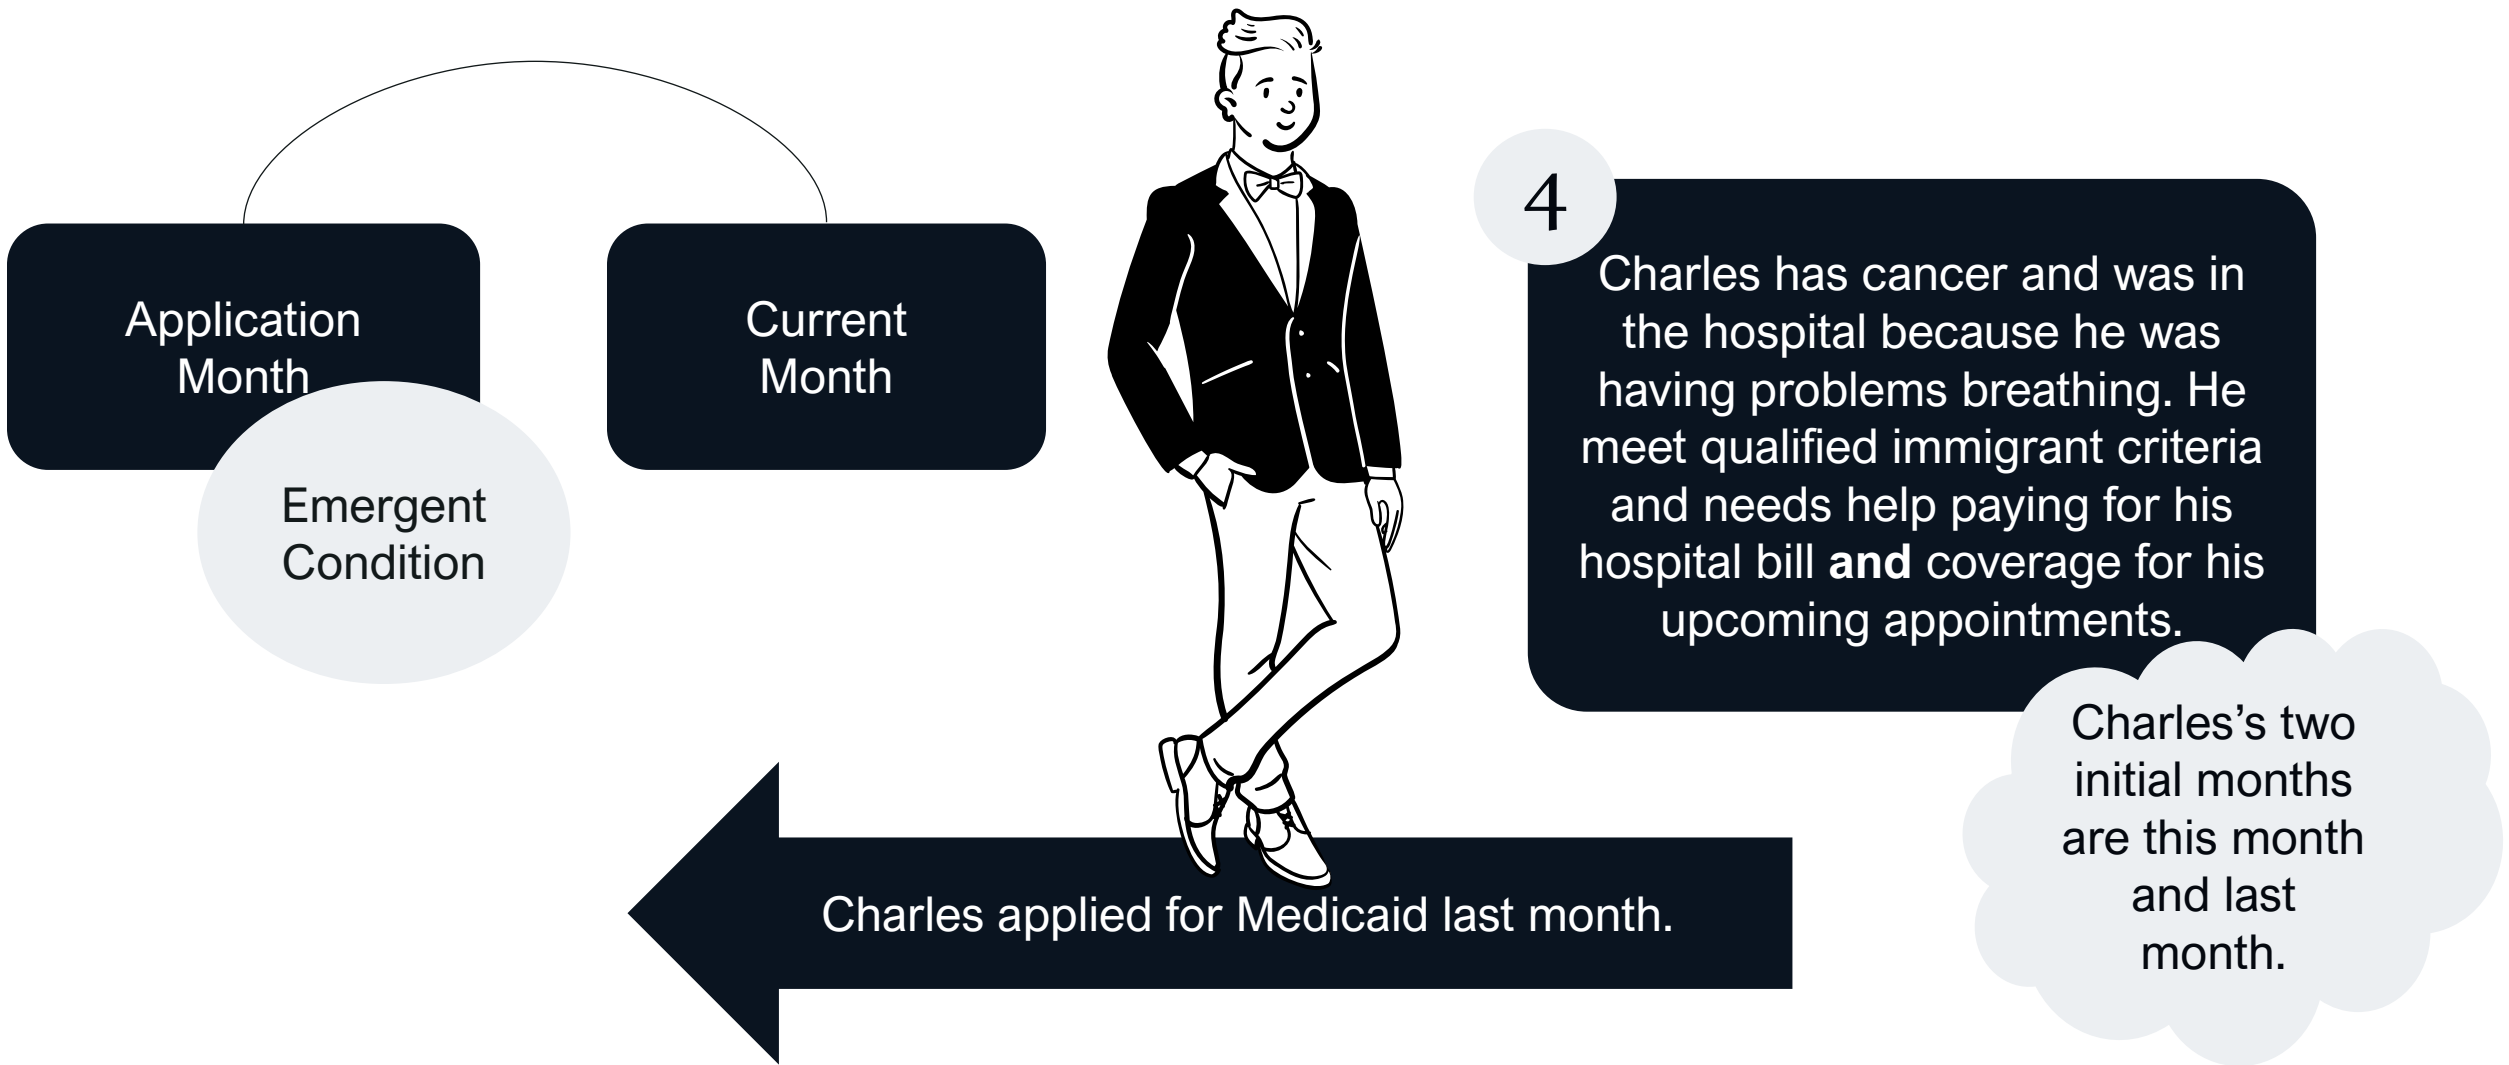 Application
Month
Current
Month
Emergent
Condition
4
Charles has cancer and was in
the hospital because he was
having problems breathing. He
meet qualified immigrant criteria
and needs help paying for his
hospital bill and coverage for his
upcoming appointments.
Charles’s two
initial months
are this month
and last
month.
Charles applied for Medicaid last month.